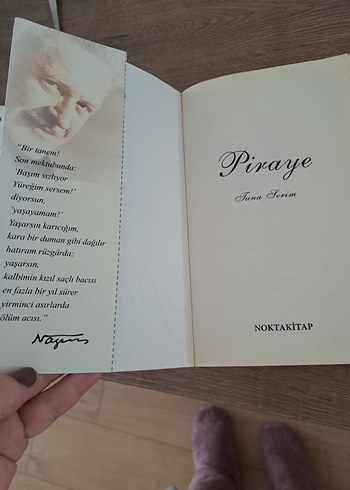 "Bir tanem!
Son mektubunda:
'Başım sızlıyor
Yüreğim sersem!'
diyorsun,
'yaşayamam!'
Yaşarsın karıcığım,
kara bir duman gibi dağılır
hatıram rüzgârda;
yaşarsın,
kalbimin kızıl saçlı bacısı
en fazla bir yıl sürer
yirminci asırlarda
ölüm acısı."
Nazım
Piraye
Tuna Serim
NOKTAKİTAP